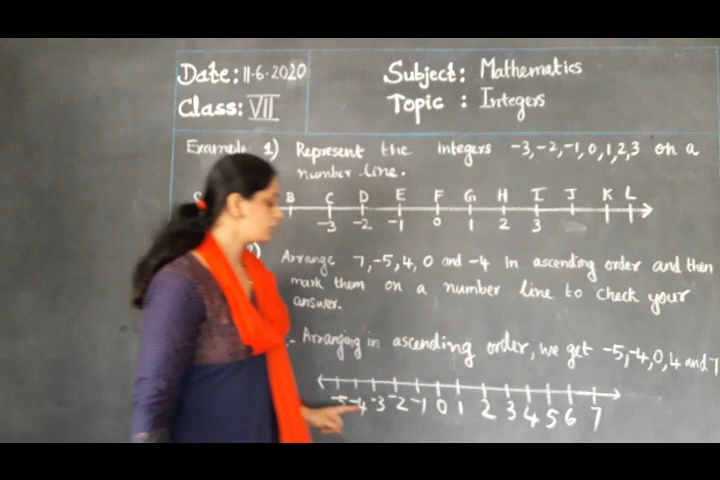 Date: 11-6-2020
Class: VII
Subject: Mathematics
Topic : Integers
Example 1) Represent the integers -3,-2,-1,0,1,2,3 on a
number line.
B C D E F G H I J K L
-3 -2 -1 0 1 2 3
Arrange 7,-5,4,0 and -4 in ascending order and then
mark them on a number line to check your
answer.
Arranging in ascending order, we get -5,-4,0,4 and 7
-5 -4 -3 -2 -1 0 1 2 3 4 5 6 7